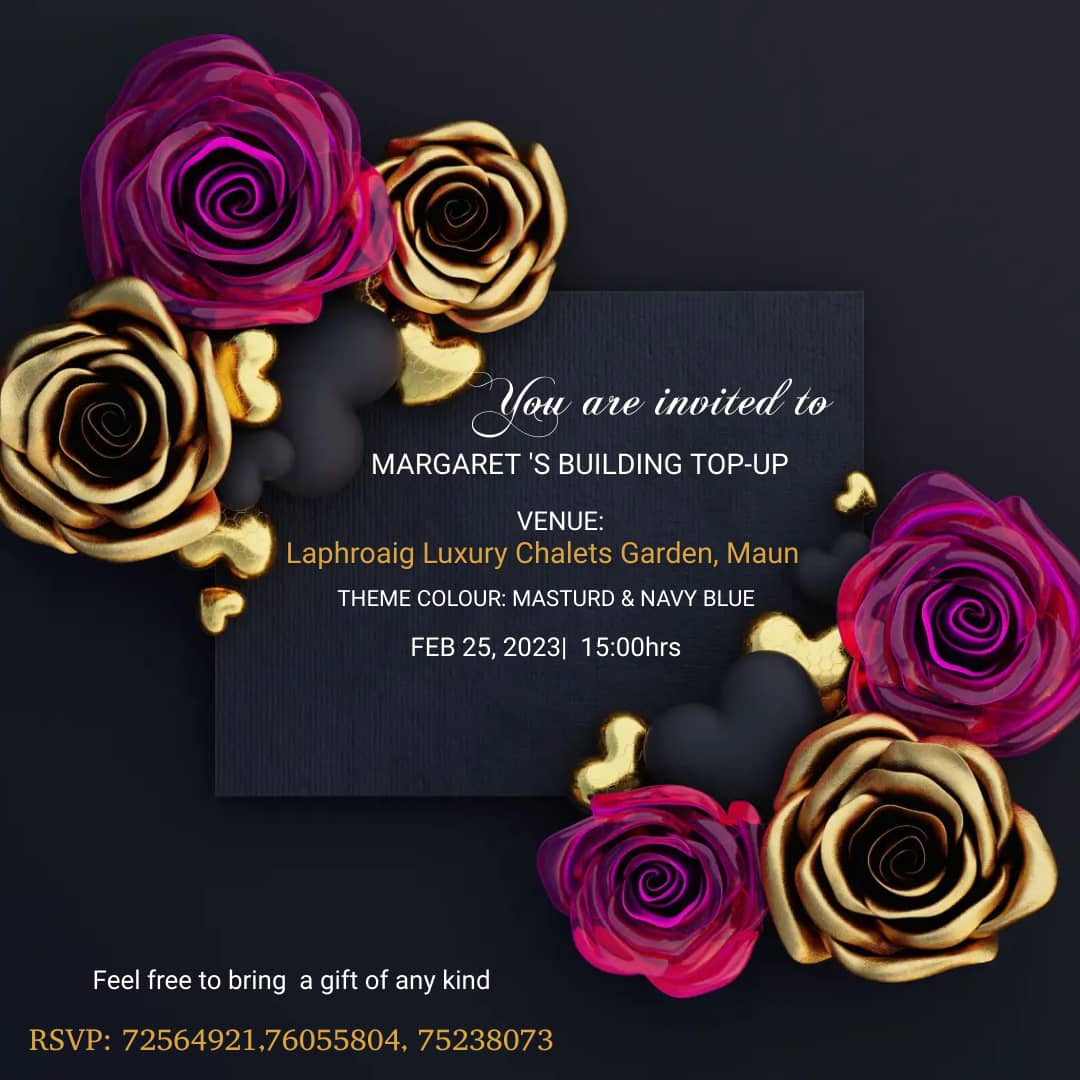 You are invited to
MARGARET 'S BUILDING TOP-UP
VENUE:
Laphroaig Luxury Chalets Garden, Maun
THEME COLOUR: MASTURD & NAVY BLUE
FEB 25, 2023|  15:00hrs
Feel free to bring  a gift of any kind
RSVP: 72564921,76055804, 75238073